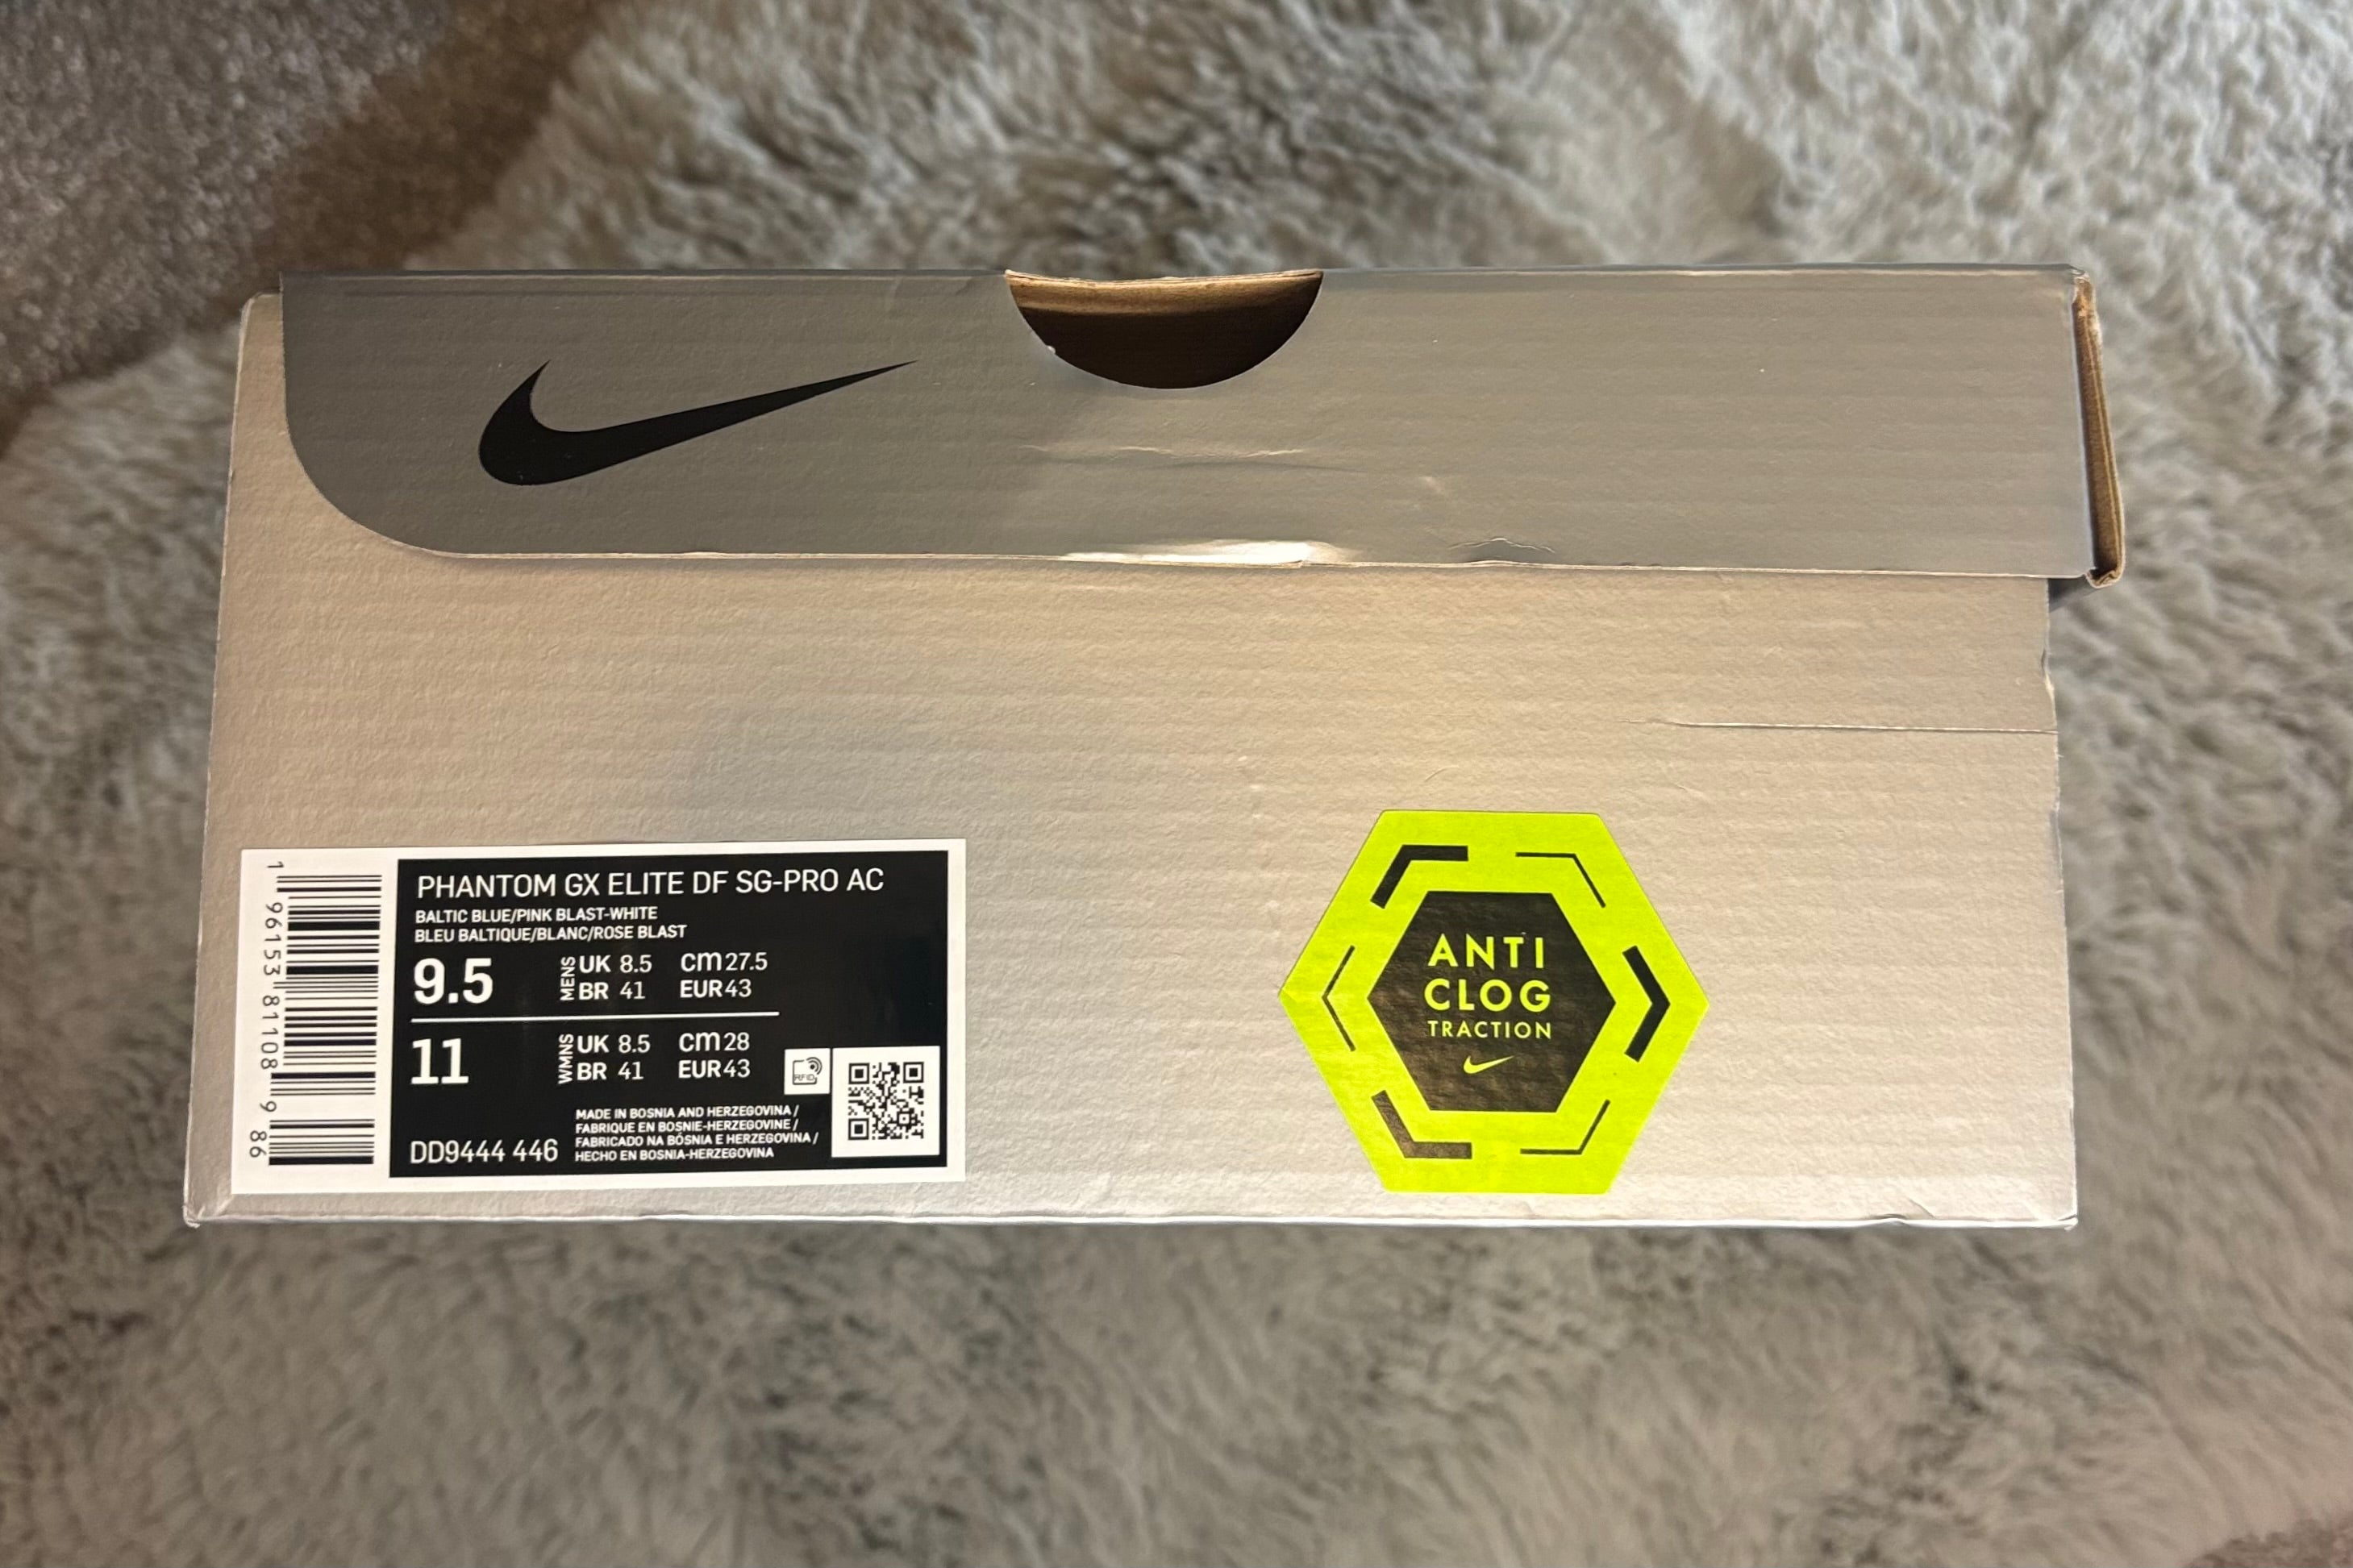 PHANTOM GX ELITE DF SG-PRO AC
BALTIC BLUE/PINK BLAST-WHITE
BLEU BALTIQUE/BLANC/ROSE BLAST
9.5 MENS UK 8.5 cm 27.5
BR 41 EUR 43
11 WMNS UK 8.5 cm 28
BR 41 EUR 43
RFID
MADE IN BOSNIA AND HERZEGOVINA /
FABRIQUE EN BOSNIE-HERZEGOVINE /
FABRICADO NA BÓSNIA E HERZEGOVINA /
HECHO EN BOSNIA-HERZEGOVINA
DD9444 446
1 96153 81108 9 86
ANTI
CLOG
TRACTION